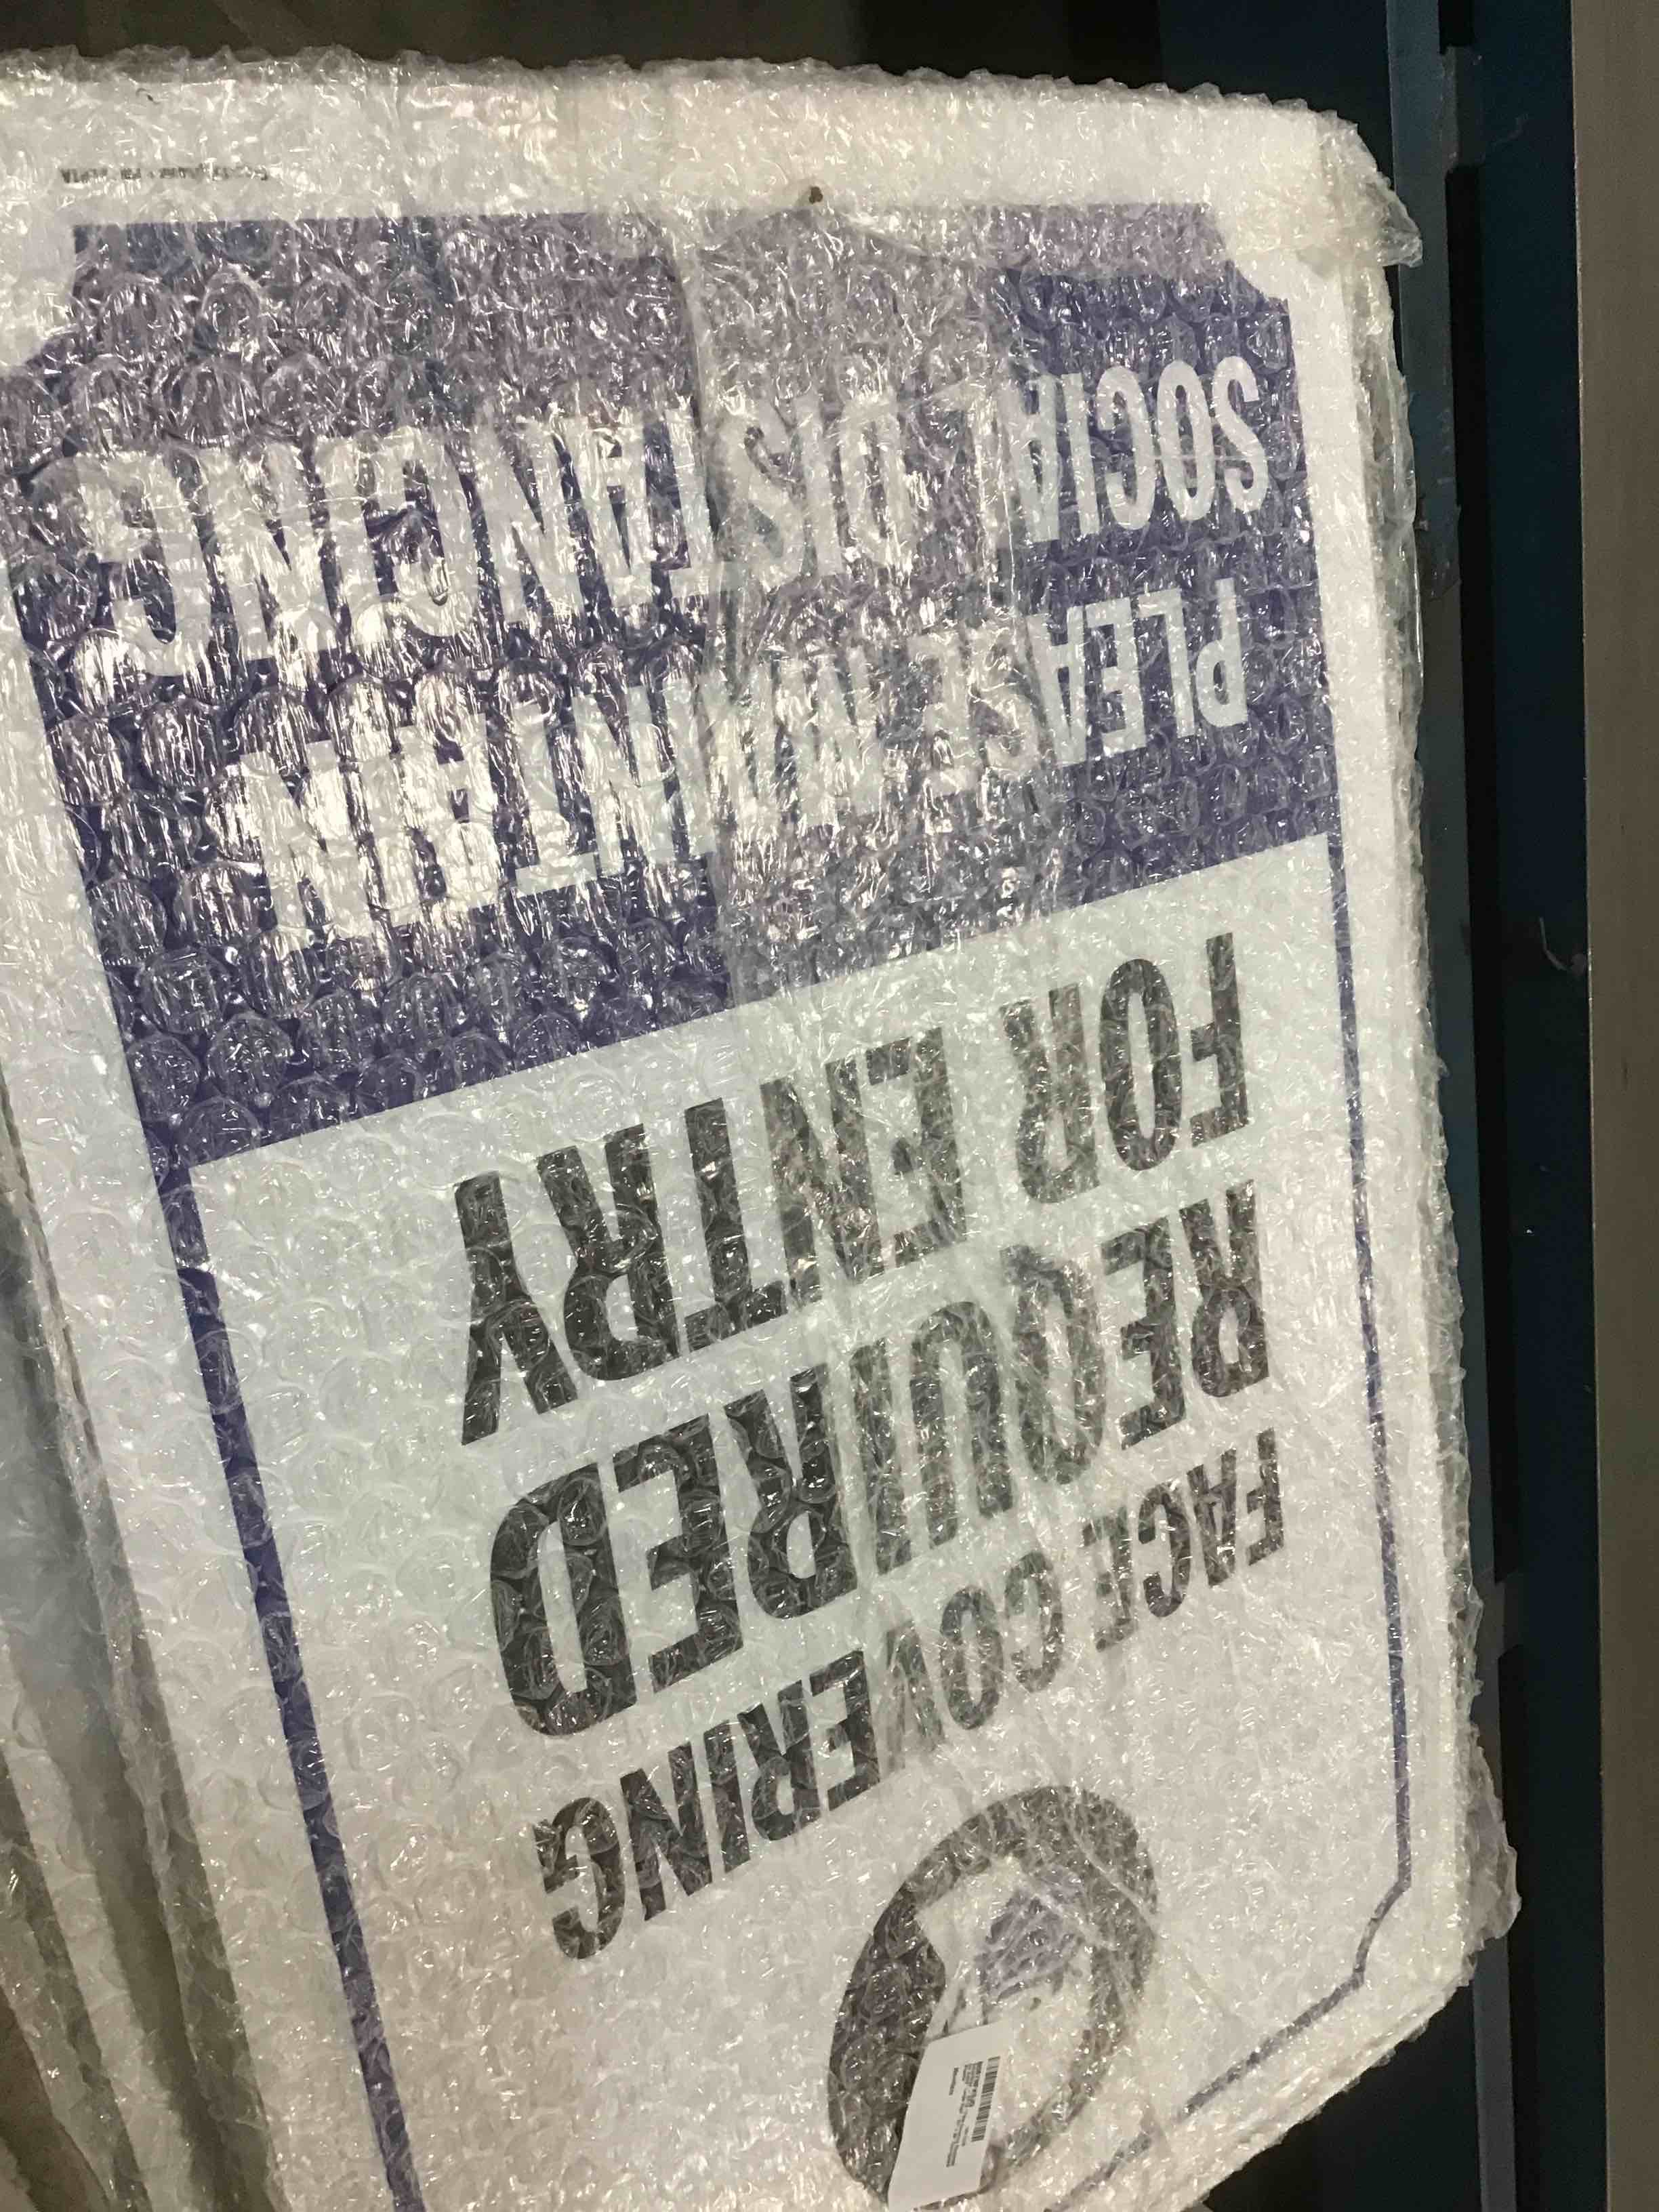 FACE COVERING
REQUIRED
FOR ENTRY
PLEASE MAINTAIN
SOCIAL DISTANCING